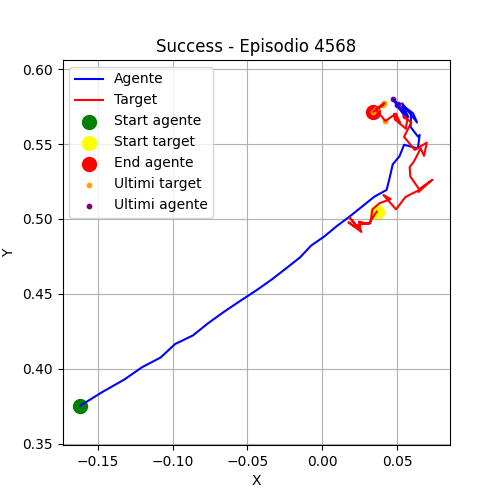 Success - Episodio 4568
0.60
0.55
0.50
0.45
0.40
0.35
Y
Agente
Target
Start agente
Start target
End agente
Ultimi target
Ultimi agente
−0.15
−0.10
−0.05
0.00
0.05
X